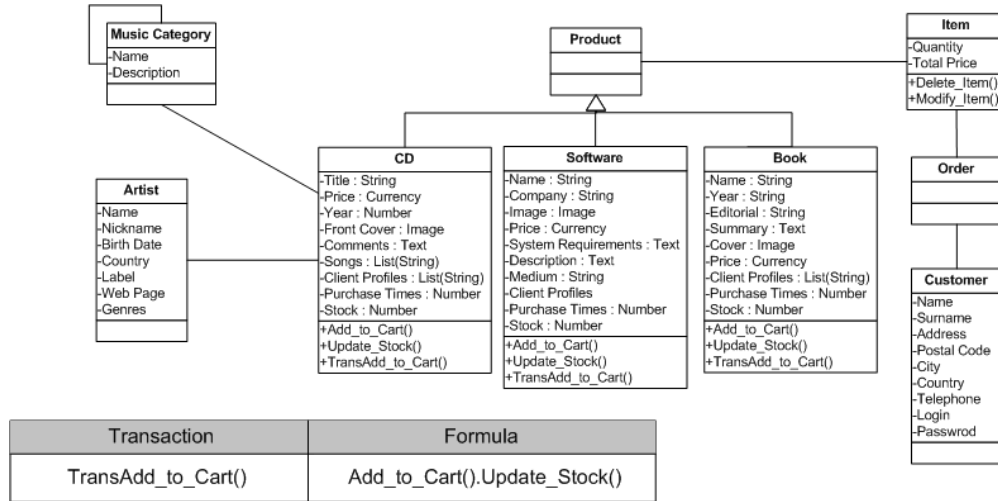 Music Category
-Name
-Description
Product
Item
-Quantity
-Total Price
+Delete_Item()
+Modify_Item()
Artist
-Name
-Nickname
-Birth Date
-Country
-Label
-Web Page
-Genres
CD
-Title : String
-Price : Currency
-Year : Number
-Front Cover : Image
-Comments : Text
-Songs : List(String)
-Client Profiles : List(String)
-Purchase Times : Number
-Stock : Number
+Add_to_Cart()
+Update_Stock()
+TransAdd_to_Cart()
Software
-Name : String
-Company : String
-Image : Image
-Price : Currency
-System Requirements : Text
-Description : Text
-Medium : String
-Client Profiles
-Purchase Times : Number
-Stock : Number
+Add_to_Cart()
+Update_Stock()
+TransAdd_to_Cart()
Book
-Name : String
-Year : String
-Editorial : String
-Summary : Text
-Cover : Image
-Price : Currency
-Client Profiles : List(String)
-Purchase Times : Number
-Stock : Number
+Add_to_Cart()
+Update_Stock()
+TransAdd_to_Cart()
Order
Customer
-Name
-Surname
-Address
-Postal Code
-City
-Country
-Telephone
-Login
-Passwrod
Transaction Formula
TransAdd_to_Cart() Add_to_Cart().Update_Stock()